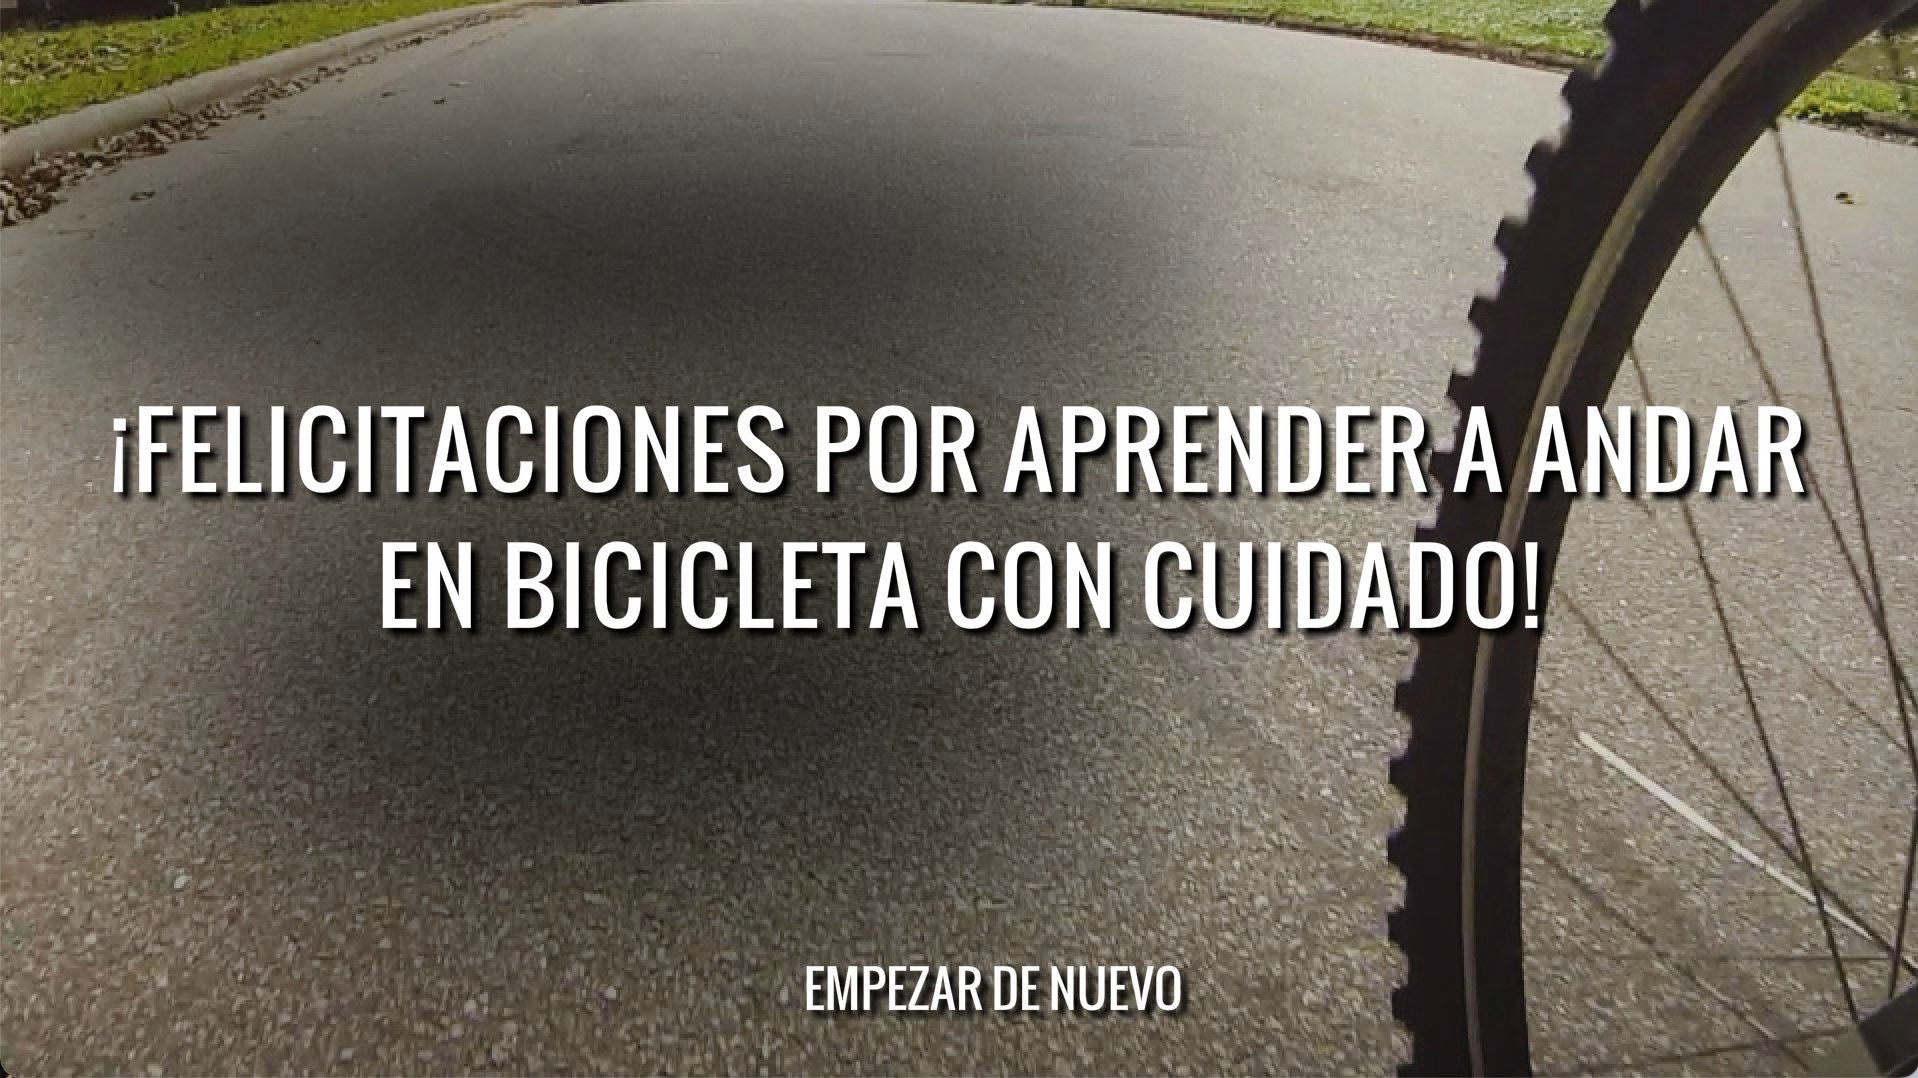 ¡FELICITACIONES POR APRENDER A ANDAR
EN BICICLETA CON CUIDADO!
EMPEZAR DE NUEVO